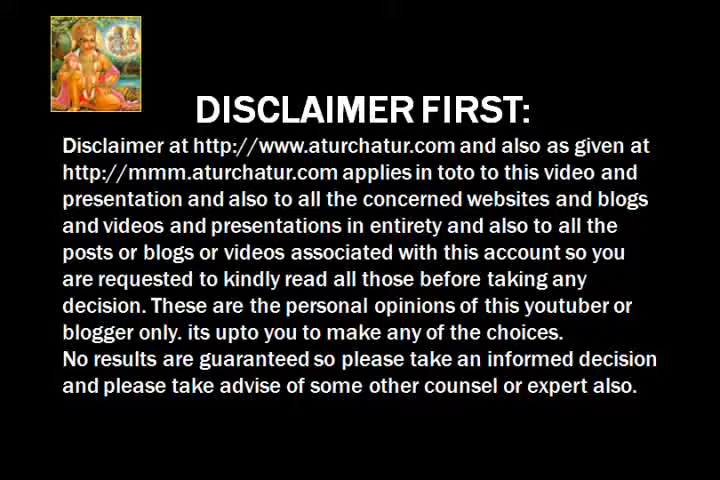 DISCLAIMER FIRST:
Disclaimer at http://www.aturchatur.com and also as given at
http://mmm.aturchatur.com applies in toto to this video and
presentation and also to all the concerned websites and blogs
and videos and presentations in entirety and also to all the
posts or blogs or videos associated with this account so you
are requested to kindly read all those before taking any
decision. These are the personal opinions of this youtuber or
blogger only. its upto you to make any of the choices.
No results are guaranteed so please take an informed decision
and please take advise of some other counsel or expert also.